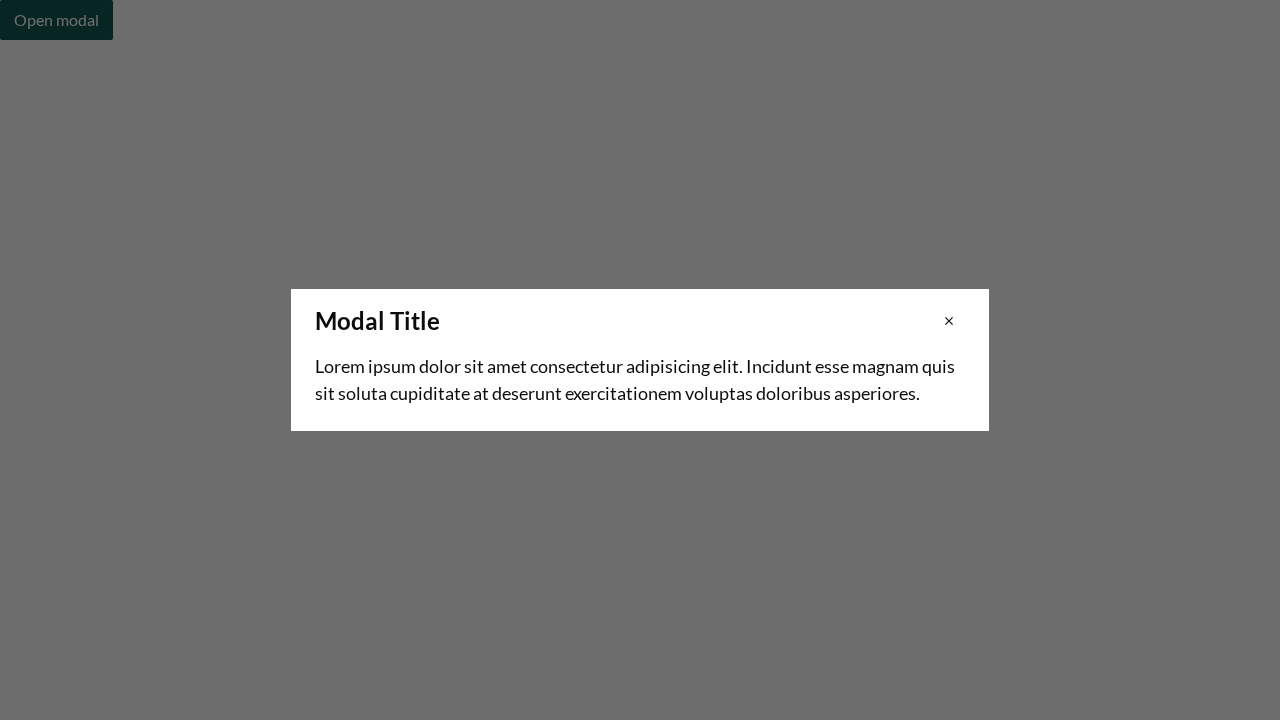 Open modal
Modal Title
×
Lorem ipsum dolor sit amet consectetur adipisicing elit. Incidunt esse magnam quis
sit soluta cupiditate at deserunt exercitationem voluptas doloribus asperiores.